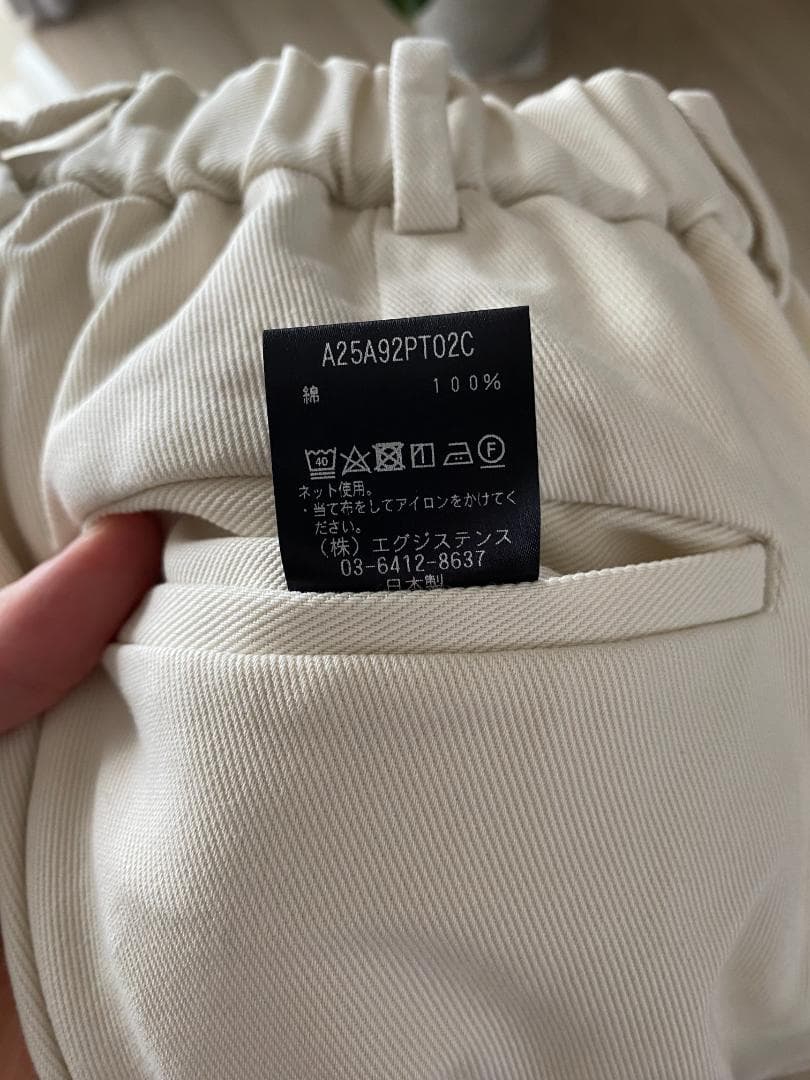 A25A92PT02C
綿 100%
40 F
ネット使用。
・当て布をしてアイロンをかけてく
ださい。
(株) エグジステンス
03-6412-8637
日本製